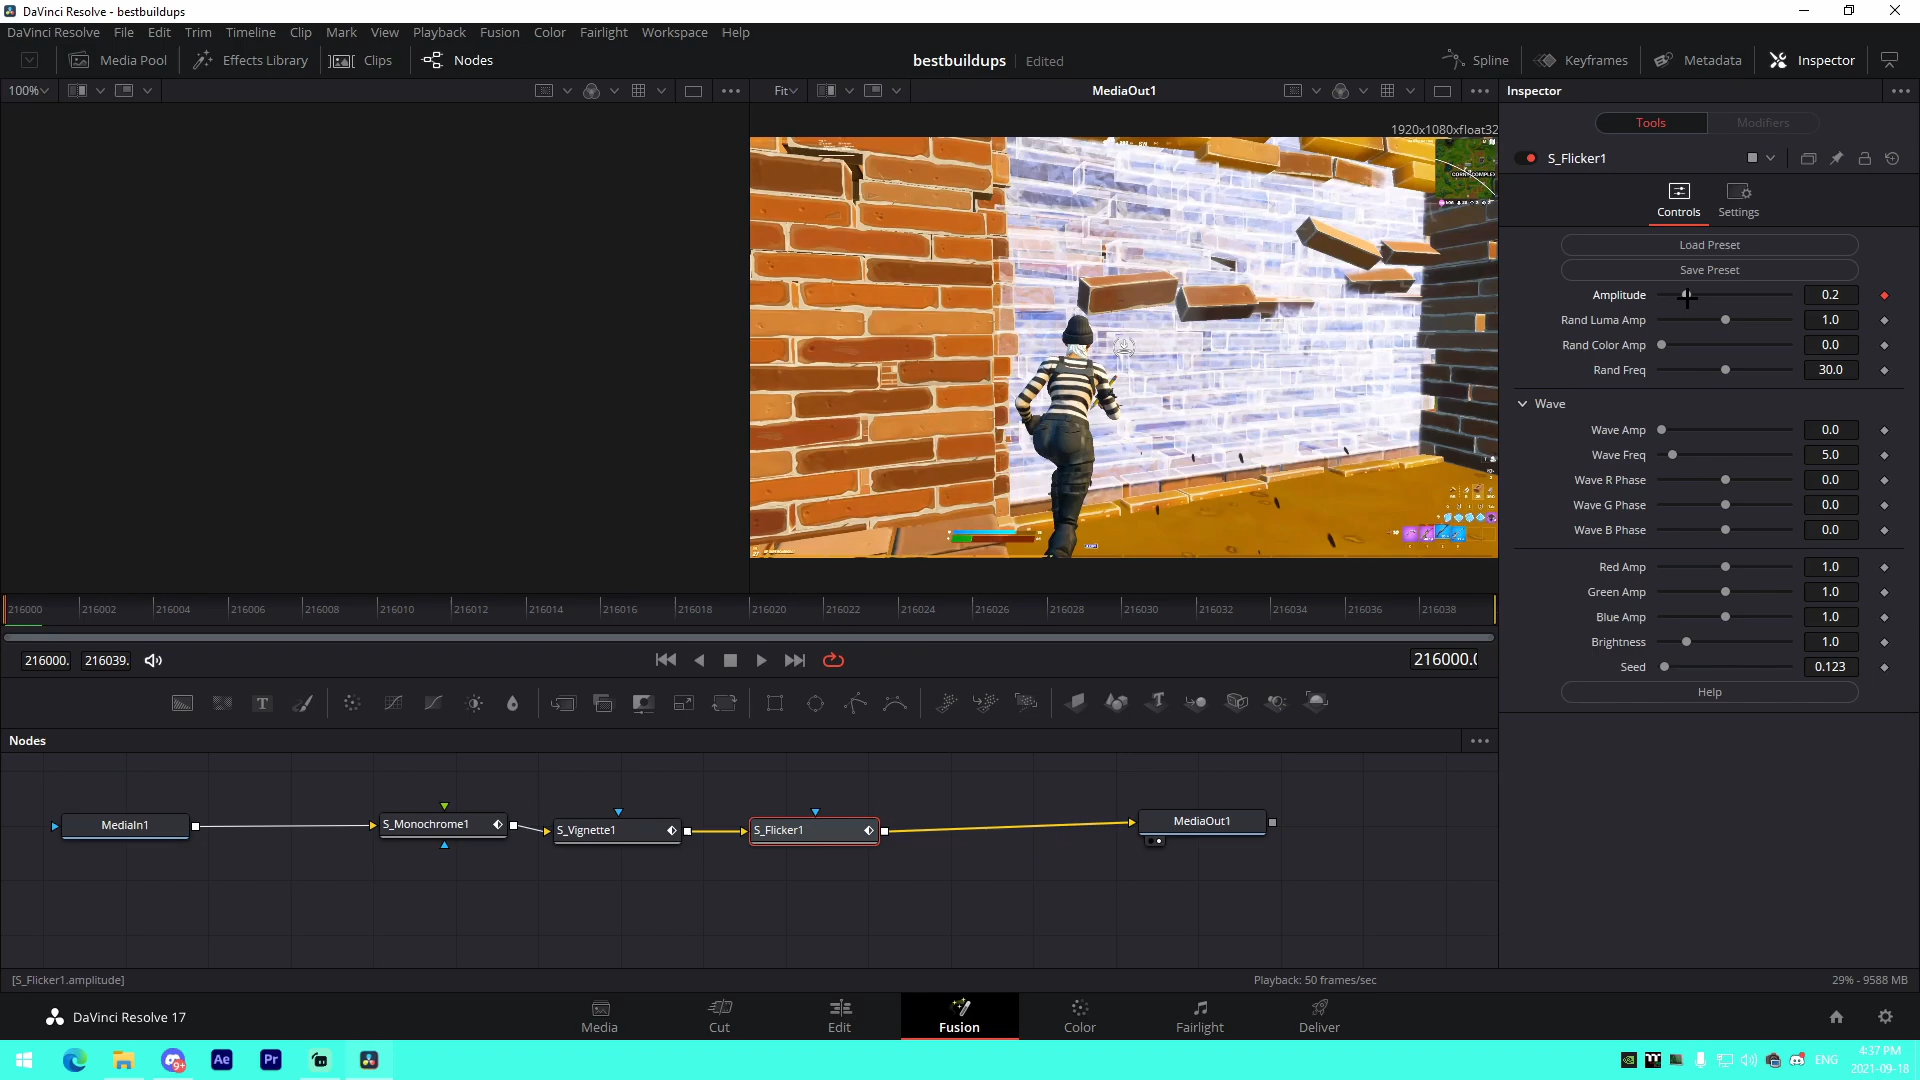 DaVinci Resolve - bestbuildups
DaVinci Resolve File Edit Trim Timeline Clip Mark View Playback Fusion Color Fairlight Workspace Help
Media Pool Effects Library Clips Nodes bestbuildups Edited Spline Keyframes Metadata Inspector
100% Fit MediaOut1 Inspector
1920x1080xfloat32
Tools Modifiers
S_Flicker1
Controls Settings
Load Preset
Save Preset
Amplitude 0.2
Rand Luma Amp 1.0
Rand Color Amp 0.0
Rand Freq 30.0
Wave
Wave Amp 0.0
Wave Freq 5.0
Wave R Phase 0.0
Wave G Phase 0.0
Wave B Phase 0.0
Red Amp 1.0
Green Amp 1.0
Blue Amp 1.0
Brightness 1.0
Seed 0.123
Help
216000 216002 216004 216006 216008 216010 216012 216014 216016 216018 216020 216022 216024 216026 216028 216030 216032 216034 216036 216038
216000. 216039. 216000.0
Nodes
MediaIn1 S_Monochrome1 S_Vignette1 S_Flicker1 MediaOut1
[S_Flicker1.amplitude] Playback: 50 frames/sec 29% - 9588 MB
DaVinci Resolve 17 Media Cut Edit Fusion Color Fairlight Deliver
9+ Ae Pr ENG 4:37 PM
2021-09-18